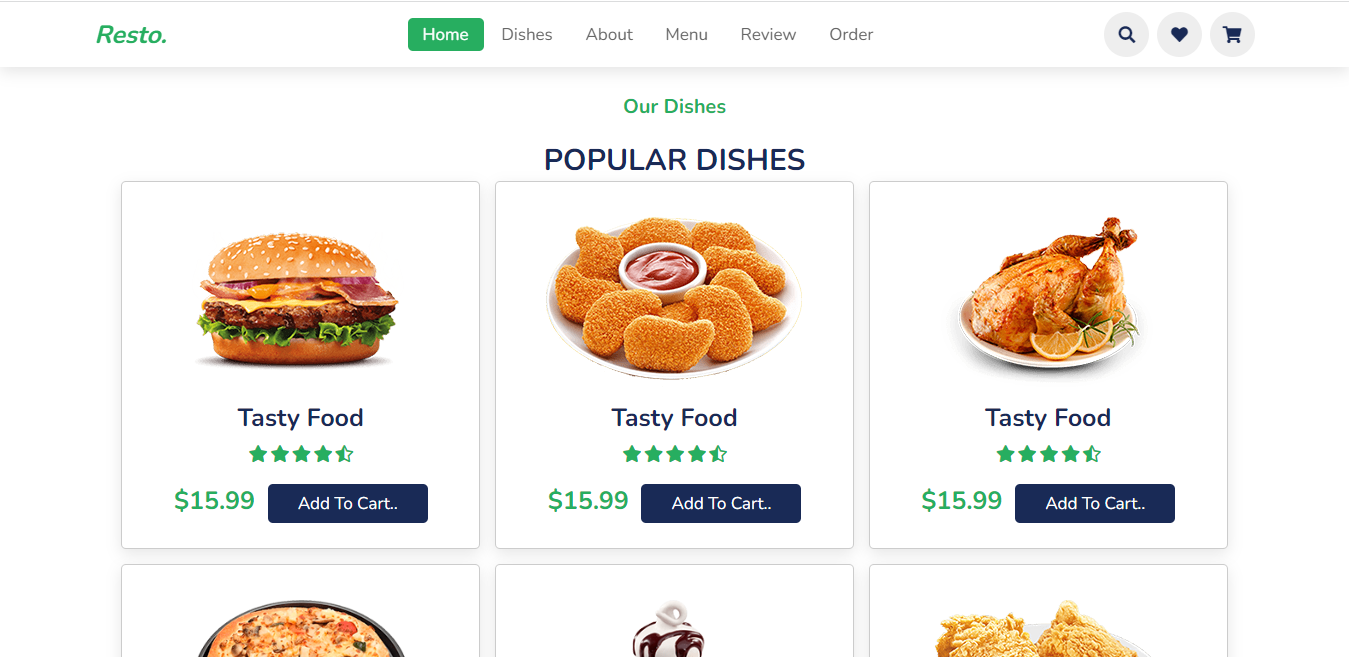 Resto. Home Dishes About Menu Review Order
Our Dishes
POPULAR DISHES
Tasty Food Tasty Food Tasty Food
$15.99 Add To Cart.. $15.99 Add To Cart.. $15.99 Add To Cart..